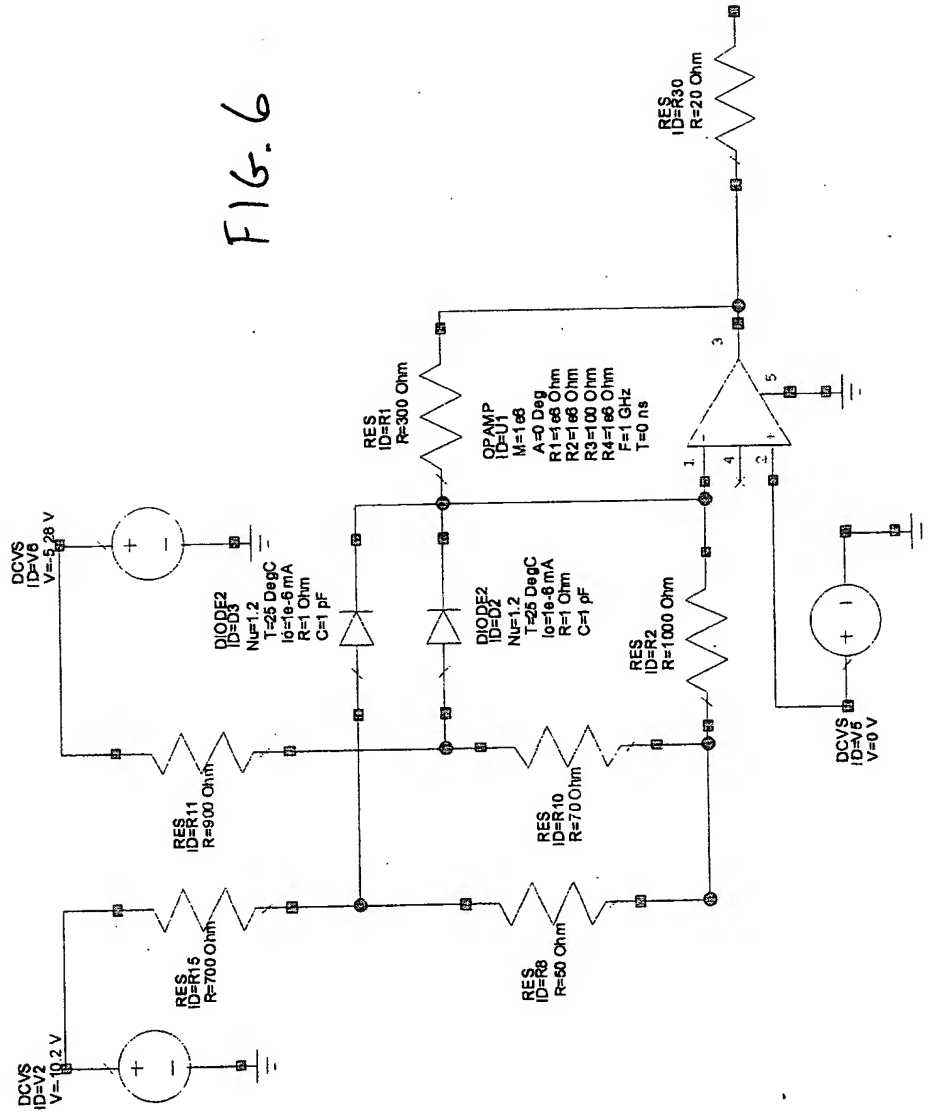 FIG. 6
DCVS
ID=V2
V=-10.2 V
RES
ID=R15
R=700 Ohm
RES
ID=R8
R=50 Ohm
DCVS
ID=V6
V=-5.28 V
RES
ID=R11
R=900 Ohm
RES
ID=R10
R=70 Ohm
DIODE2
ID=D3
Nu=1.2
T=25 DegC
Io=1e-6 mA
R=1 Ohm
C=1 pF
DIODE2
ID=D2
Nu=1.2
T=25 DegC
Io=1e-6 mA
R=1 Ohm
C=1 pF
RES
ID=R2
R=1000 Ohm
RES
ID=R1
R=300 Ohm
OPAMP
ID=U1
M=1e6
A=0 Deg
R1=1e6 Ohm
R2=1e6 Ohm
R3=100 Ohm
R4=1e6 Ohm
F=1 GHz
T=0 ns
1
4
2
3
5
DCVS
ID=V5
V=0 V
RES
ID=R30
R=20 Ohm